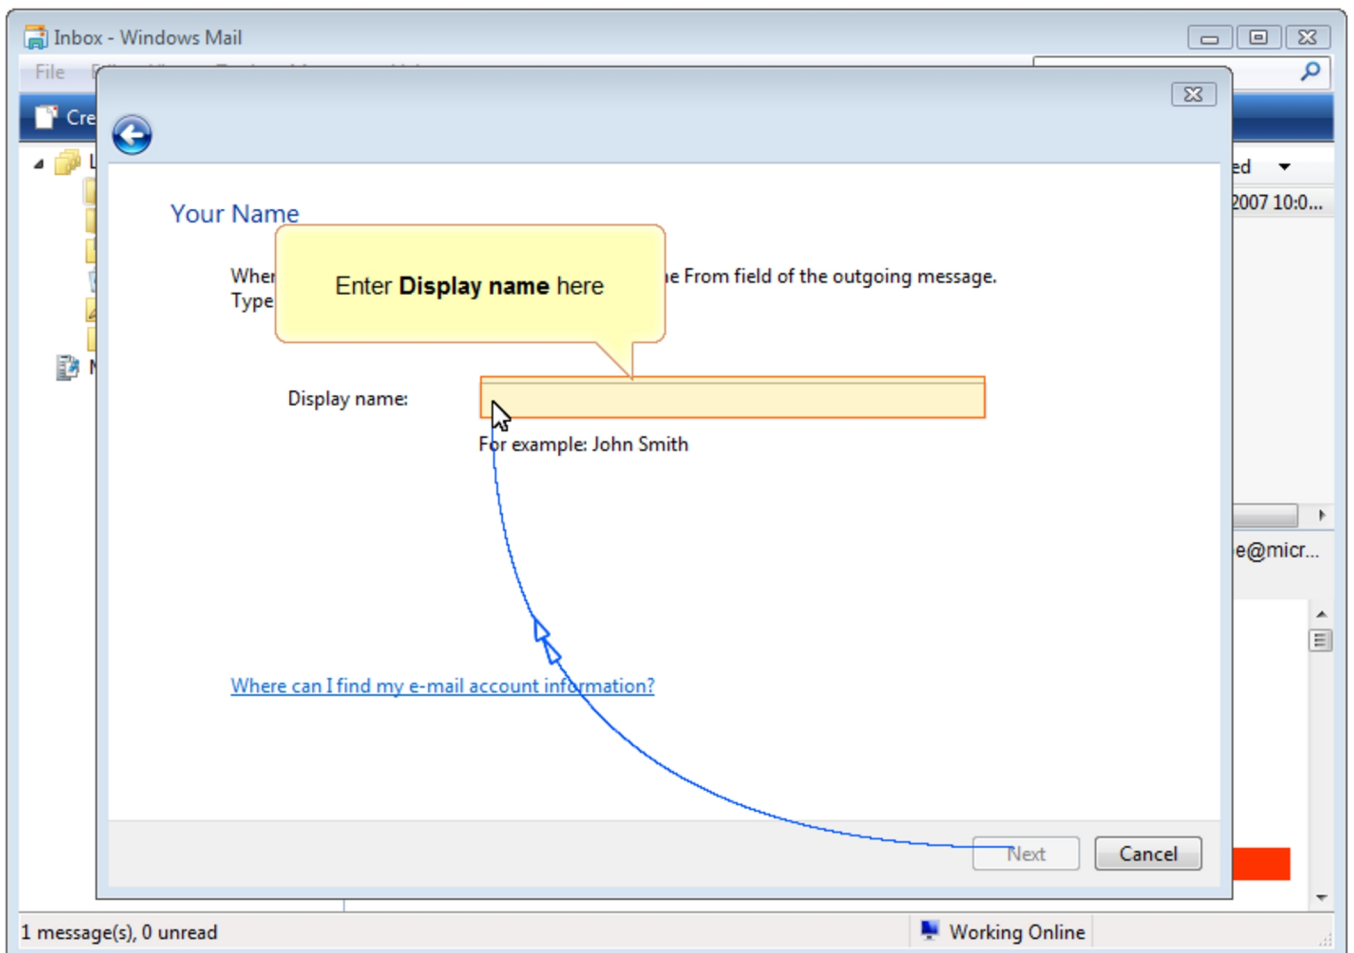 Inbox - Windows Mail
File
Cre
ed
2007 10:0...
Your Name
Enter Display name here
When
e From field of the outgoing message.
Type
Display name:
For example: John Smith
e@micr...
Where can I find my e-mail account information?
Next
Cancel
1 message(s), 0 unread
Working Online